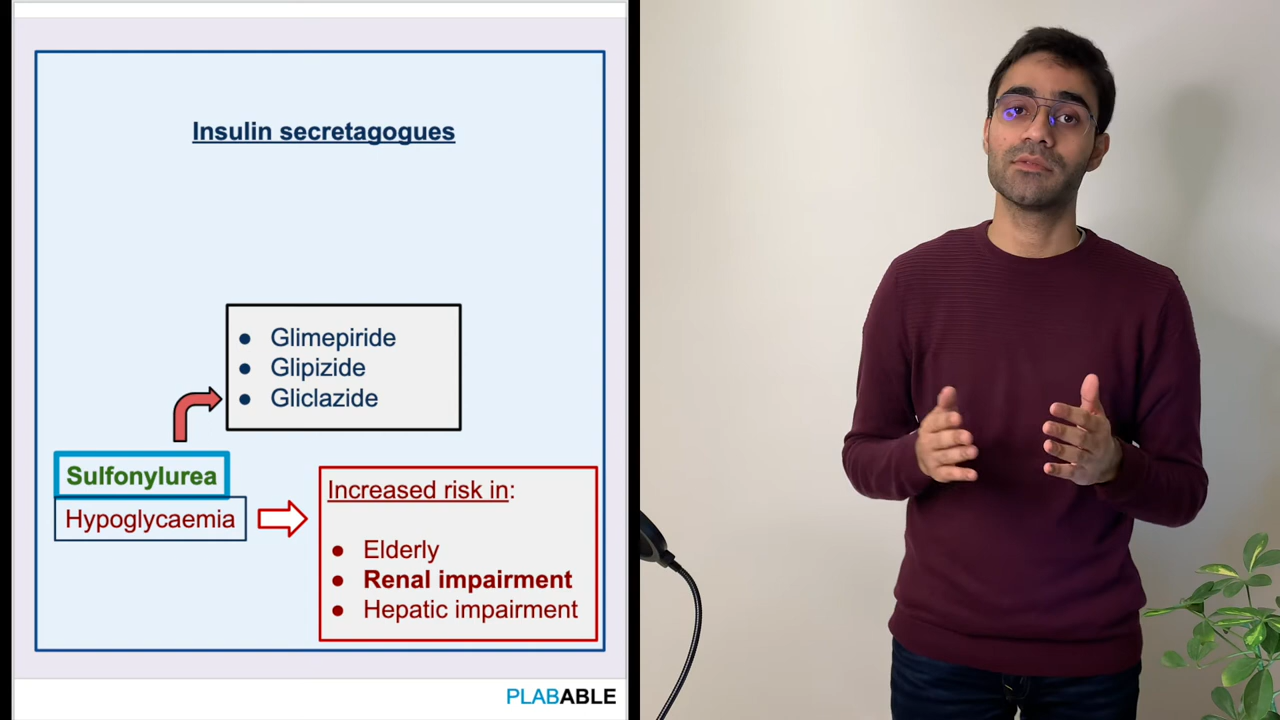 Insulin secretagogues
● Glimepiride
● Glipizide
● Gliclazide
Sulfonylurea
Hypoglycaemia
Increased risk in:
● Elderly
● Renal impairment
● Hepatic impairment
PLABABLE